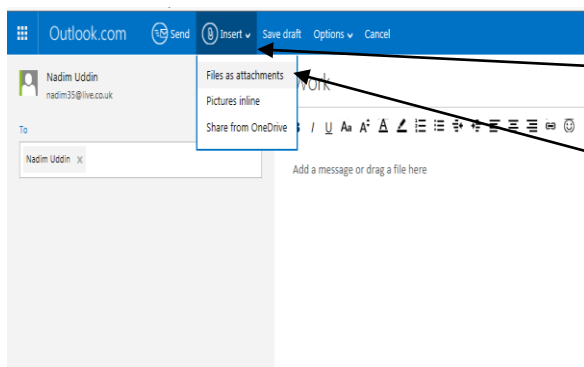 Outlook.com Send Insert Save draft Options Cancel
Nadim Uddin
nadim35@live.co.uk
To
Nadim Uddin x
Files as attachments
Pictures inline
Share from OneDrive
Work
I U Aa A A
Add a message or drag a file here